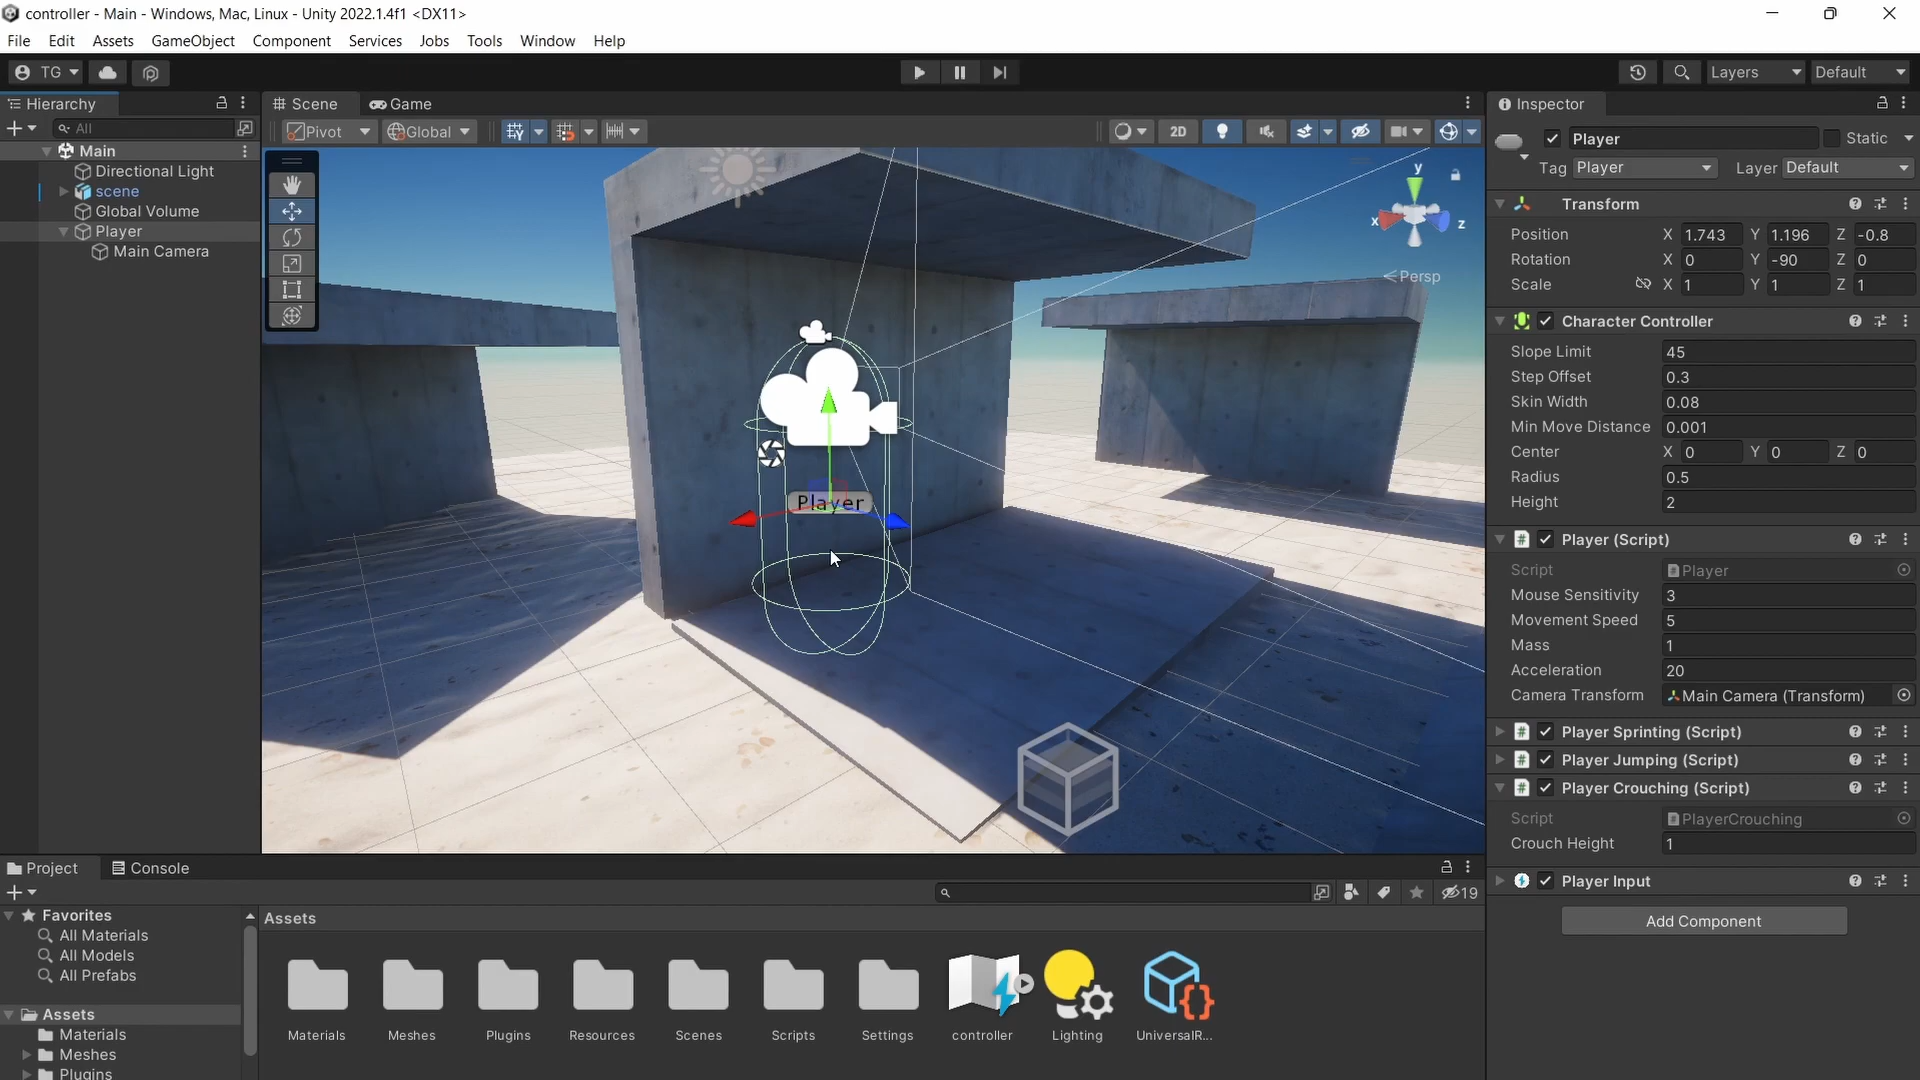 controller - Main - Windows, Mac, Linux - Unity 2022.1.4f1 <DX11>
File Edit Assets GameObject Component Services Jobs Tools Window Help
TG Layers Default
Hierarchy Scene Game Inspector
All Pivot Global 2D Player Static
Tag Player Layer Default
Main
Directional Light
scene
Global Volume
Player
Main Camera
y
x
z
Persp
Player
Transform
Position X 1.743 Y 1.196 Z -0.8
Rotation X 0 Y -90 Z 0
Scale X 1 Y 1 Z 1
Character Controller
Slope Limit 45
Step Offset 0.3
Skin Width 0.08
Min Move Distance 0.001
Center X 0 Y 0 Z 0
Radius 0.5
Height 2
Player (Script)
Script Player
Mouse Sensitivity 3
Movement Speed 5
Mass 1
Acceleration 20
Camera Transform Main Camera (Transform)
Player Sprinting (Script)
Player Jumping (Script)
Player Crouching (Script)
Script PlayerCrouching
Crouch Height 1
Player Input
Add Component
Project Console
19
Favorites
All Materials
All Models
All Prefabs
Assets
Materials
Meshes
Plugins
Assets
Materials Meshes Plugins Resources Scenes Scripts Settings controller Lighting UniversalR...